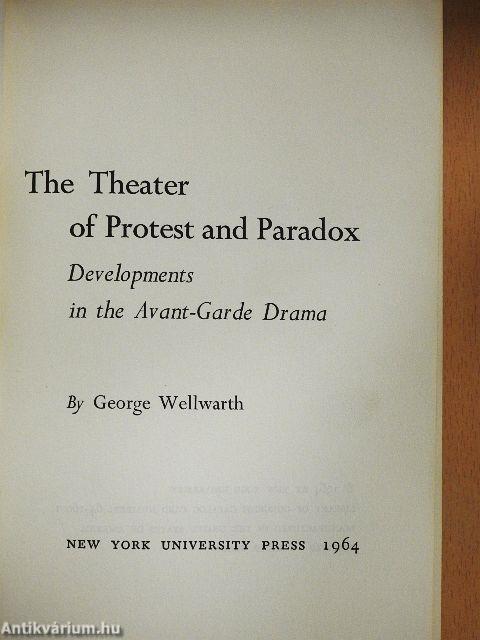 The Theater
of Protest and Paradox
Developments
in the Avant-Garde Drama
By George Wellwarth
NEW YORK UNIVERSITY PRESS 1964
Antikvárium.hu